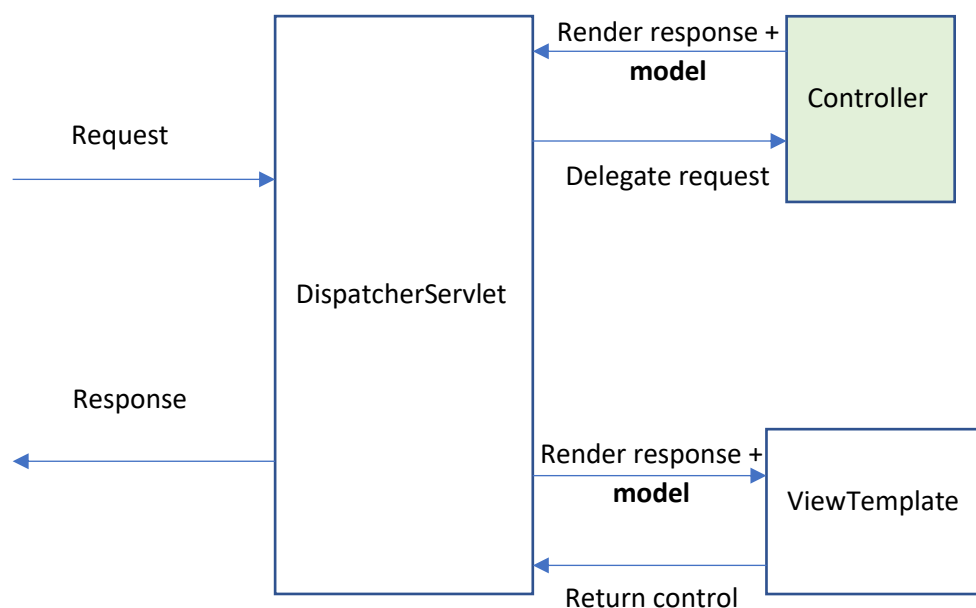 Render response +
model
Controller
Request
Delegate request
DispatcherServlet
Response
Render response +
model
ViewTemplate
Return control